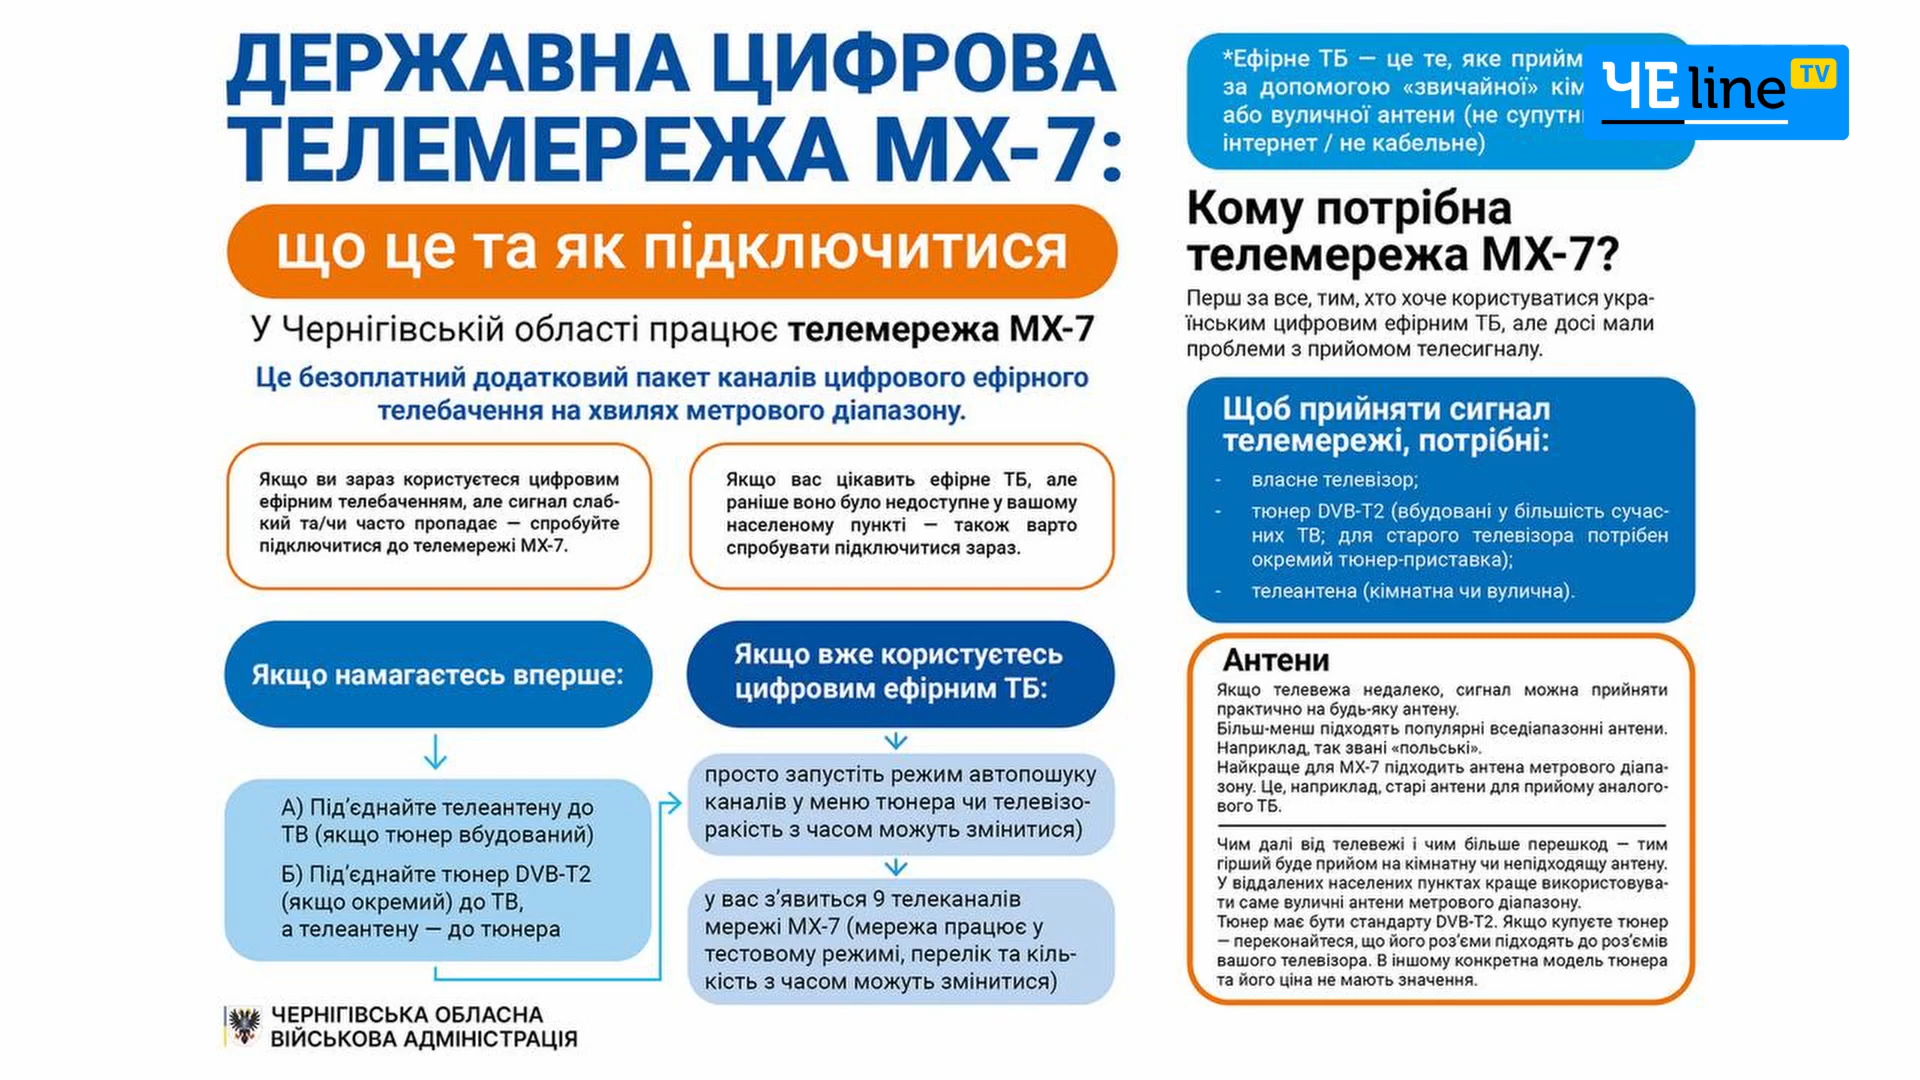 ДЕРЖАВНА ЦИФРОВА
ТЕЛЕМЕРЕЖА МХ-7:
що це та як підключитися
У Чернігівській області працює телемережа МХ-7
Це безоплатний додатковий пакет каналів цифрового ефірного
телебачення на хвилях метрового діапазону.
Якщо ви зараз користуєтеся цифровим
ефірним телебаченням, але сигнал слаб-
кий та/чи часто пропадає — спробуйте
підключитися до телемережі МХ-7.
Якщо вас цікавить ефірне ТБ, але
раніше воно було недоступне у вашому
населеному пункті — також варто
спробувати підключитися зараз.
Якщо намагаєтесь вперше:
А) Під’єднайте телеантену до
ТВ (якщо тюнер вбудований)
Б) Під’єднайте тюнер DVB-T2
(якщо окремий) до ТВ,
а телеантену — до тюнера
Якщо вже користуєтесь
цифровим ефірним ТБ:
просто запустіть режим автопошуку
каналів у меню тюнера чи телевізо-
ракість з часом можуть змінитися)
у вас з’явиться 9 телеканалів
мережі МХ-7 (мережа працює у
тестовому режимі, перелік та кіль-
кість з часом можуть змінитися)
ЧЕРНІГІВСЬКА ОБЛАСНА
ВІЙСЬКОВА АДМІНІСТРАЦІЯ
*Ефірне ТБ — це те, яке
за допомогою «звичайної»
або вуличної антени (не
інтернет / не кабельне)
ЧЕline TV
Кому потрібна
телемережа МХ-7?
Перш за все, тим, хто хоче користуватися укра-
їнським цифровим ефірним ТБ, але досі мали
проблеми з прийомом телесигналу.
Щоб прийняти сигнал
телемережі, потрібні:
- власне телевізор;
- тюнер DVB-T2 (вбудовані у більшість сучас-
них ТВ; для старого телевізора потрібен
окремий тюнер-приставка);
- телеантена (кімнатна чи вулична).
Антени
Якщо телевежа недалеко, сигнал можна прийняти
практично на будь-яку антену.
Більш-менш підходять популярні вседіапазонні антени.
Наприклад, так звані «польські».
Найкраще для МХ-7 підходить антена метрового діапа-
зону. Це, наприклад, старі антени для прийому аналого-
вого ТБ.
Чим далі від телевежі і чим більше перешкод — тим
гірший буде прийом на кімнатну чи непідходящу антену.
У віддалених населених пунктах краще використовува-
ти саме вуличні антени метрового діапазону.
Тюнер має бути стандарту DVB-T2. Якщо купуєте тюнер
— переконайтеся, що його роз’єми підходять до роз’ємів
вашого телевізора. В іншому конкретна модель тюнера
та його ціна не мають значення.